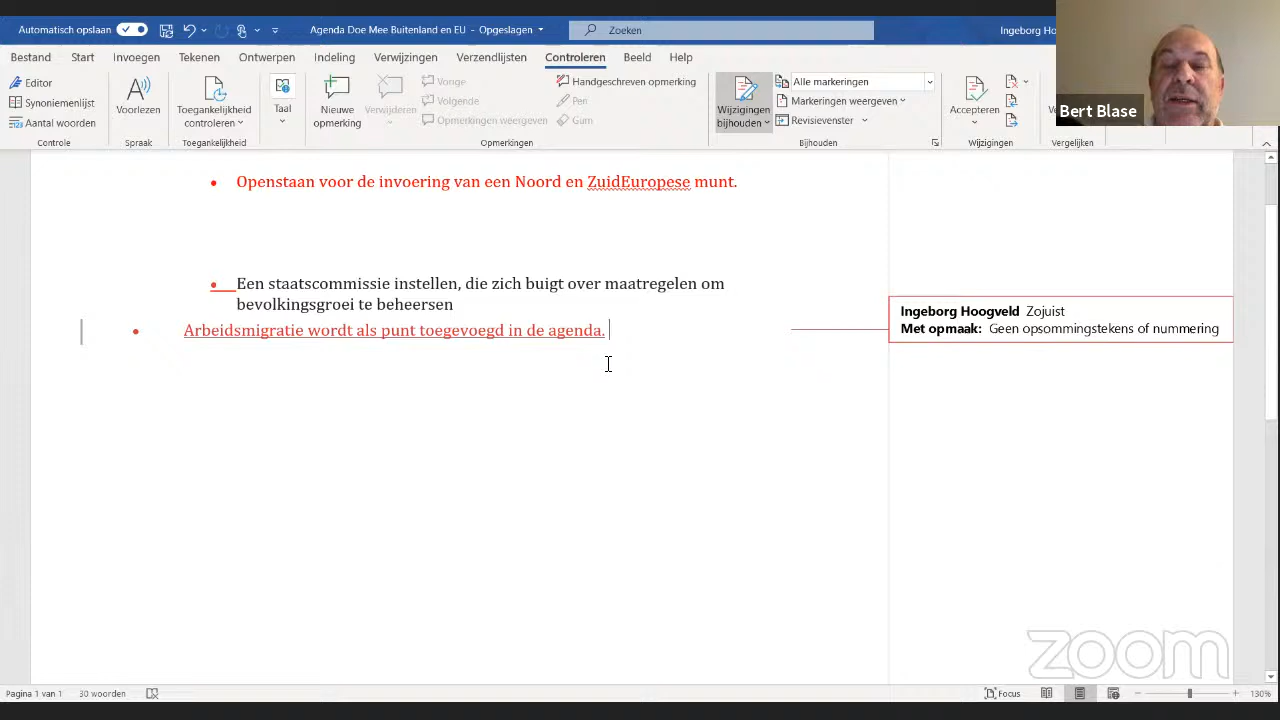 Automatisch opslaan
Agenda Doe Mee Buitenland en EU - Opgeslagen
Zoeken
Ingeborg Ho
Bestand Start Invoegen Tekenen Ontwerpen Indeling Verwijzingen Verzendlijsten Controleren Beeld Help
Editor
Synoniemenlijst
Aantal woorden
Controle
Voorlezen
Spraak
Toegankelijkheid
controleren
Toegankelijkheid
Taal
Nieuwe
opmerking
Verwijderen
Vorige
Volgende
Opmerkingen weergeven
Opmerkingen
Handgeschreven opmerking
Pen
Gum
Wijzigingen
bijhouden
Alle markeringen
Markeringen weergeven
Revisievenster
Bijhouden
Accepteren
Wijzigingen
Ve
Vergelijken
Bert Blase
• Openstaan voor de invoering van een Noord en ZuidEuropese munt.
• Een staatscommissie instellen, die zich buigt over maatregelen om
bevolkingsgroei te beheersen
• Arbeidsmigratie wordt als punt toegevoegd in de agenda.
Ingeborg Hoogveld Zojuist
Met opmaak: Geen opsommingstekens of nummering
zoom
Pagina 1 van 1 30 woorden
Focus
130%